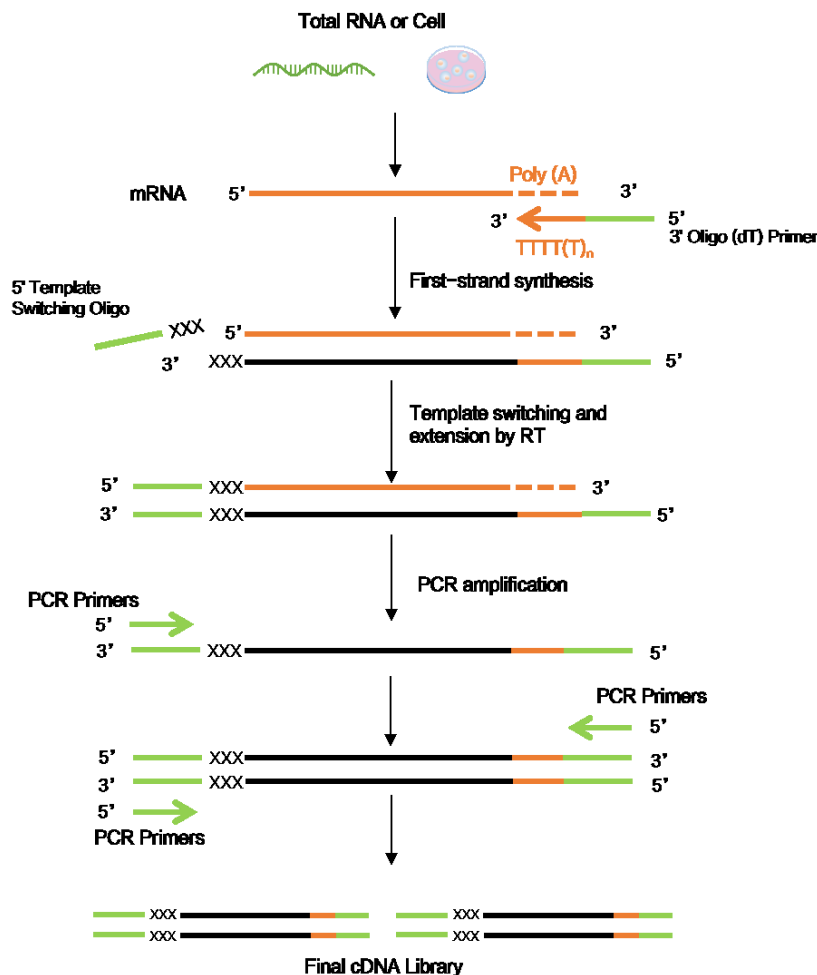 Total RNA or Cell
Poly (A)
mRNA 5’ 3’
3’ 5’
TTTT(T)n
3’ Oligo (dT) Primer
First-strand synthesis
5’ Template
Switching Oligo
XXX 5’ 3’
3’ XXX 5’
Template switching and
extension by RT
5’ XXX 3’
3’ XXX 5’
PCR amplification
PCR Primers
5’
3’ XXX 5’
PCR Primers
5’
5’ XXX 3’
3’ XXX 5’
5’
PCR Primers
XXX XXX
XXX XXX
Final cDNA Library